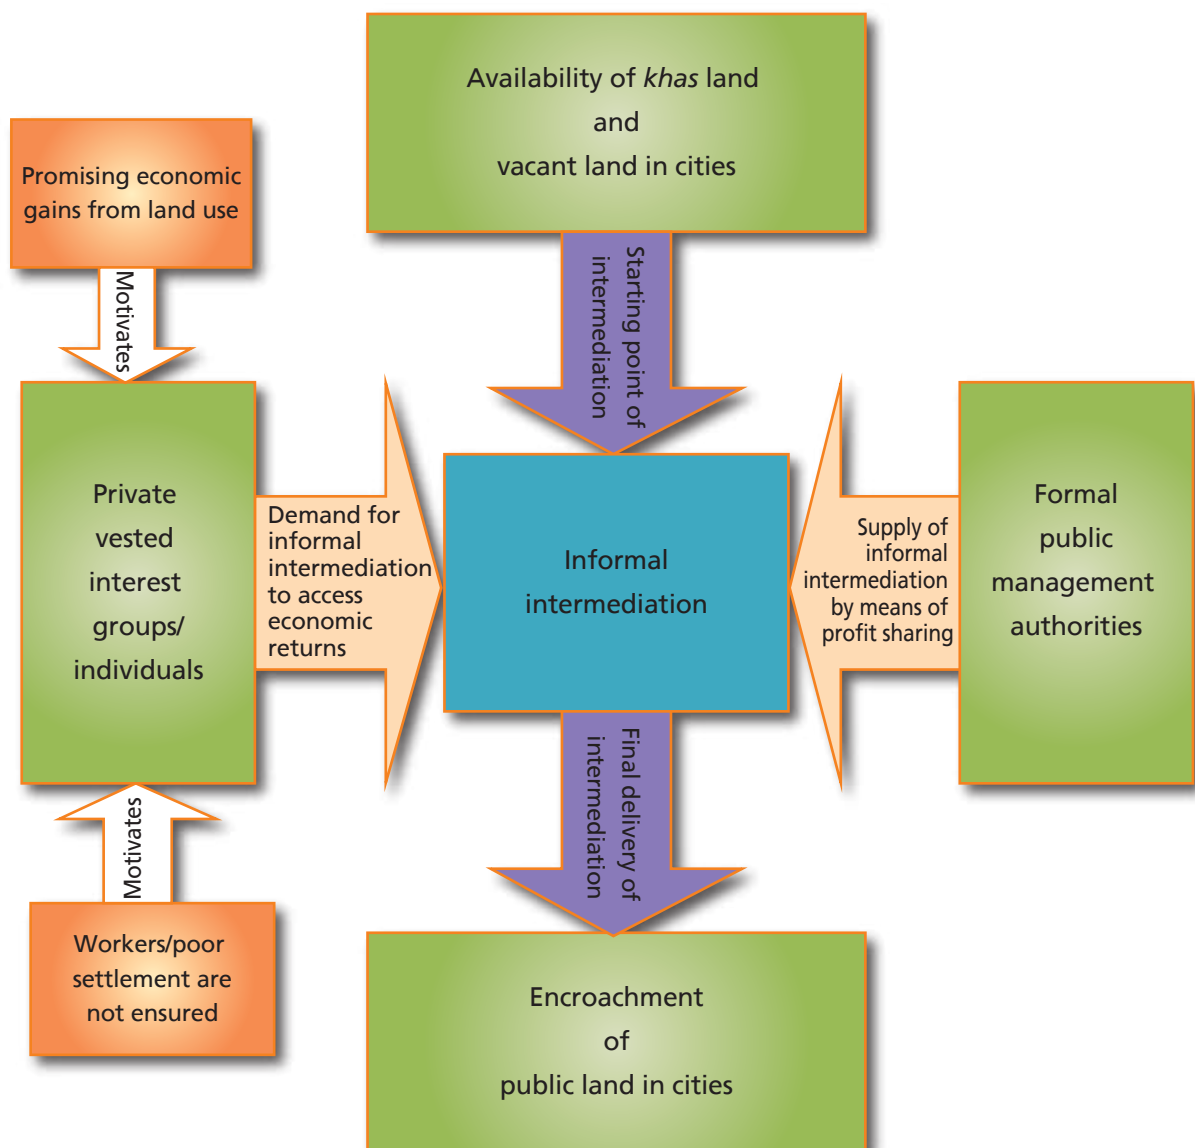 Availability of khas land
and
vacant land in cities
Promising economic
gains from land use
Motivates
Starting point of
intermediation
Private
vested
interest
groups/
individuals
Demand for
informal
intermediation
to access
economic
returns
Informal
intermediation
Supply of
informal
intermediation
by means of
profit sharing
Formal
public
management
authorities
Motivates
Final delivery of
intermediation
Workers/poor
settlement are
not ensured
Encroachment
of
public land in cities